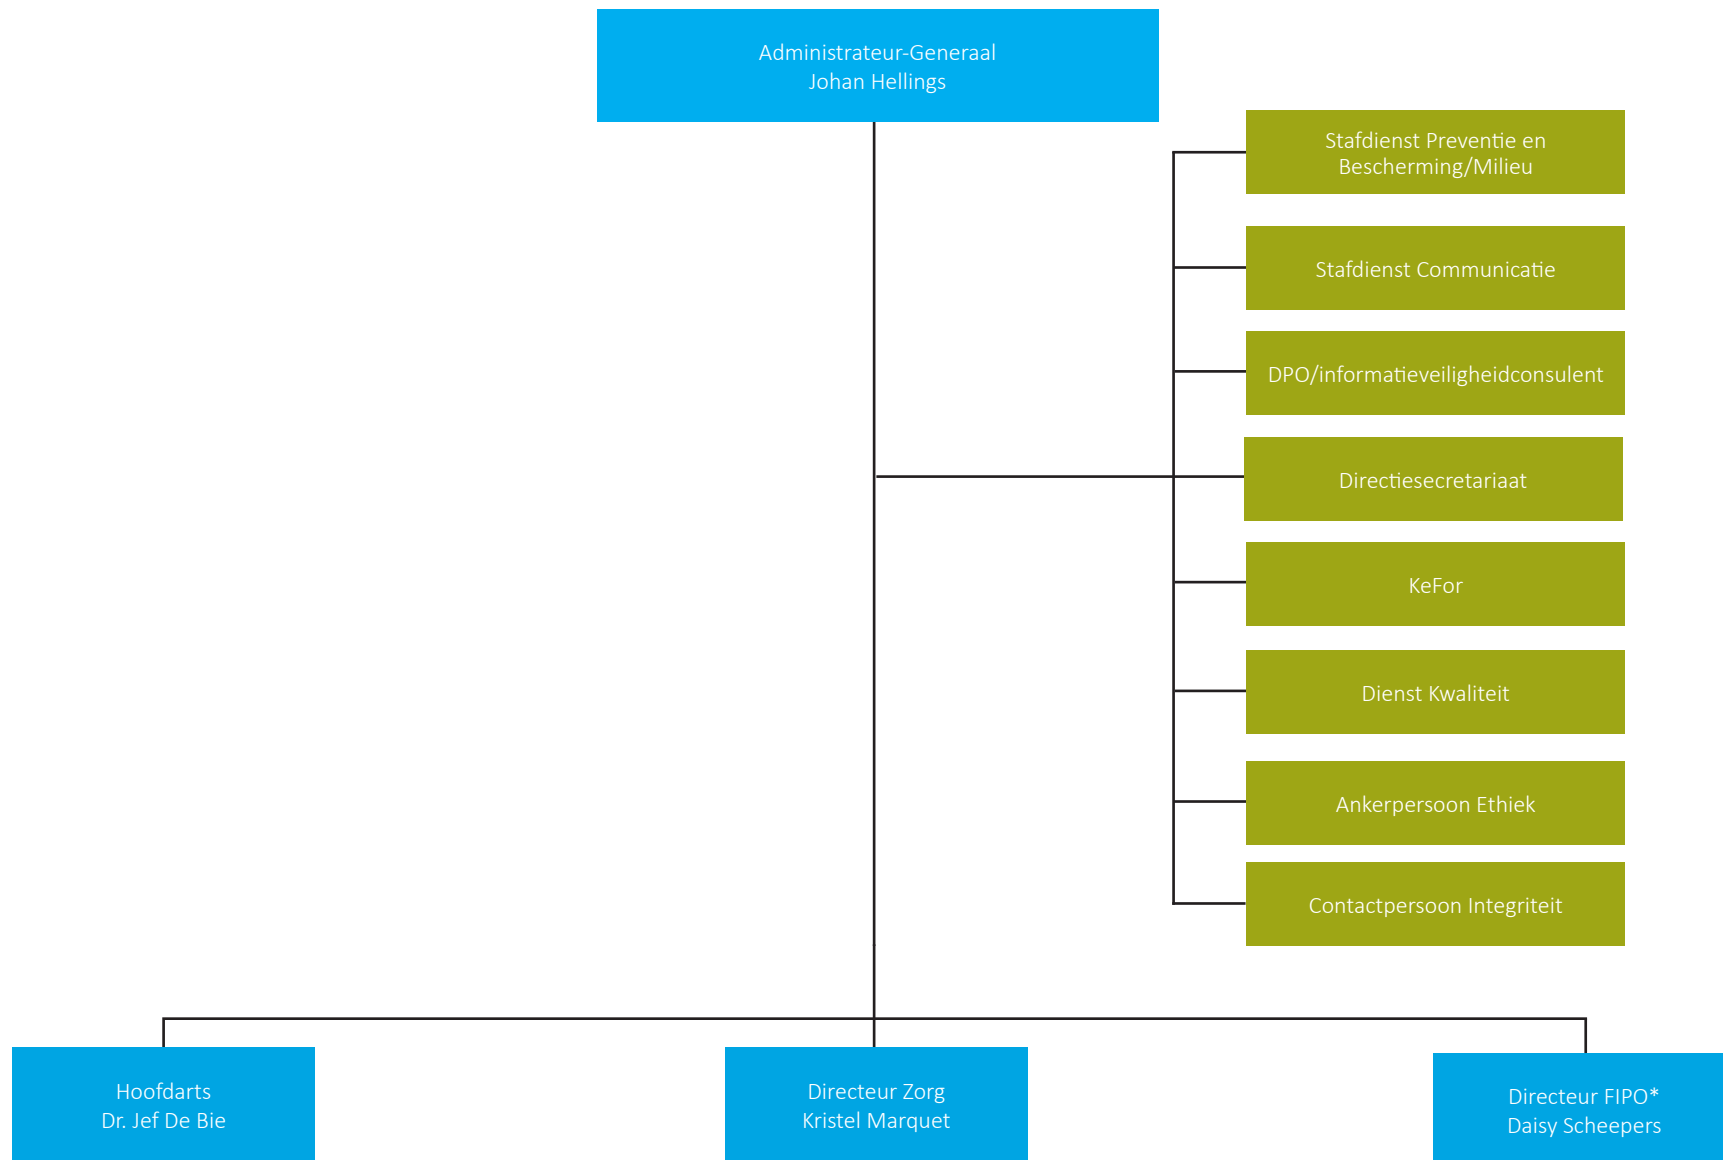 Administrateur-Generaal
Johan Hellings
Stafdienst Preventie en
Bescherming/Milieu
Stafdienst Communicatie
DPO/informatieveiligheidconsulent
Directiesecretariaat
KeFor
Dienst Kwaliteit
Ankerpersoon Ethiek
Contactpersoon Integriteit
Hoofdarts
Dr. Jef De Bie
Directeur Zorg
Kristel Marquet
Directeur FIPO*
Daisy Scheepers